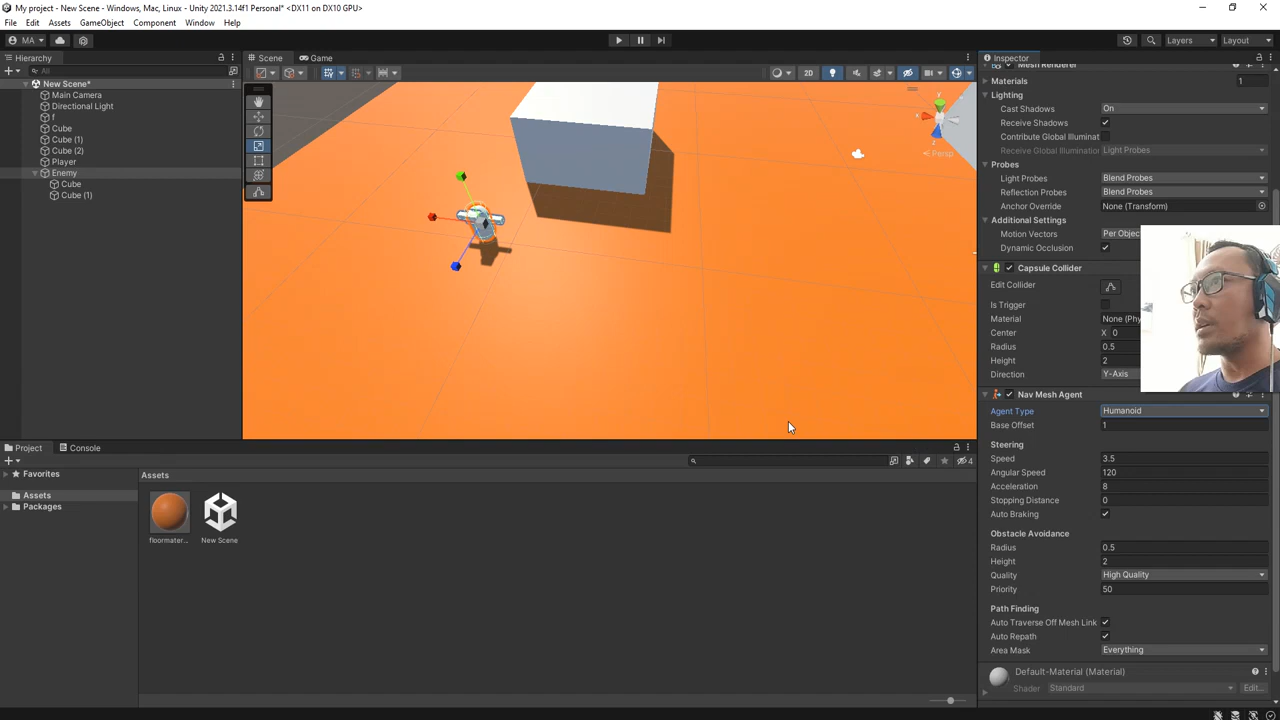 My project - New Scene - Windows, Mac, Linux - Unity 2021.3.14f1 Personal* <DX11 on DX10 GPU>
File Edit Assets GameObject Component Window Help
MA Layers Layout
Hierarchy Scene Game Inspector
All
2D
New Scene*
Main Camera
Directional Light
f
Cube
Cube (1)
Cube (2)
Player
Enemy
Cube
Cube (1)
y
x
z
Persp
Mesh Renderer
Materials 1
Lighting
Cast Shadows On
Receive Shadows
Contribute Global Illuminat
Receive Global Illumination Light Probes
Probes
Light Probes Blend Probes
Reflection Probes Blend Probes
Anchor Override None (Transform)
Additional Settings
Motion Vectors Per Objec
Dynamic Occlusion
Capsule Collider
Edit Collider
Is Trigger
Material None (Phy
Center X 0
Radius 0.5
Height 2
Direction Y-Axis
Nav Mesh Agent
Agent Type Humanoid
Base Offset 1
Steering
Speed 3.5
Angular Speed 120
Acceleration 8
Stopping Distance 0
Auto Braking
Obstacle Avoidance
Radius 0.5
Height 2
Quality High Quality
Priority 50
Path Finding
Auto Traverse Off Mesh Link
Auto Repath
Area Mask Everything
Default-Material (Material)
Shader Standard Edit...
Project Console
4
Favorites
Assets
Packages
Assets
floormater...
New Scene